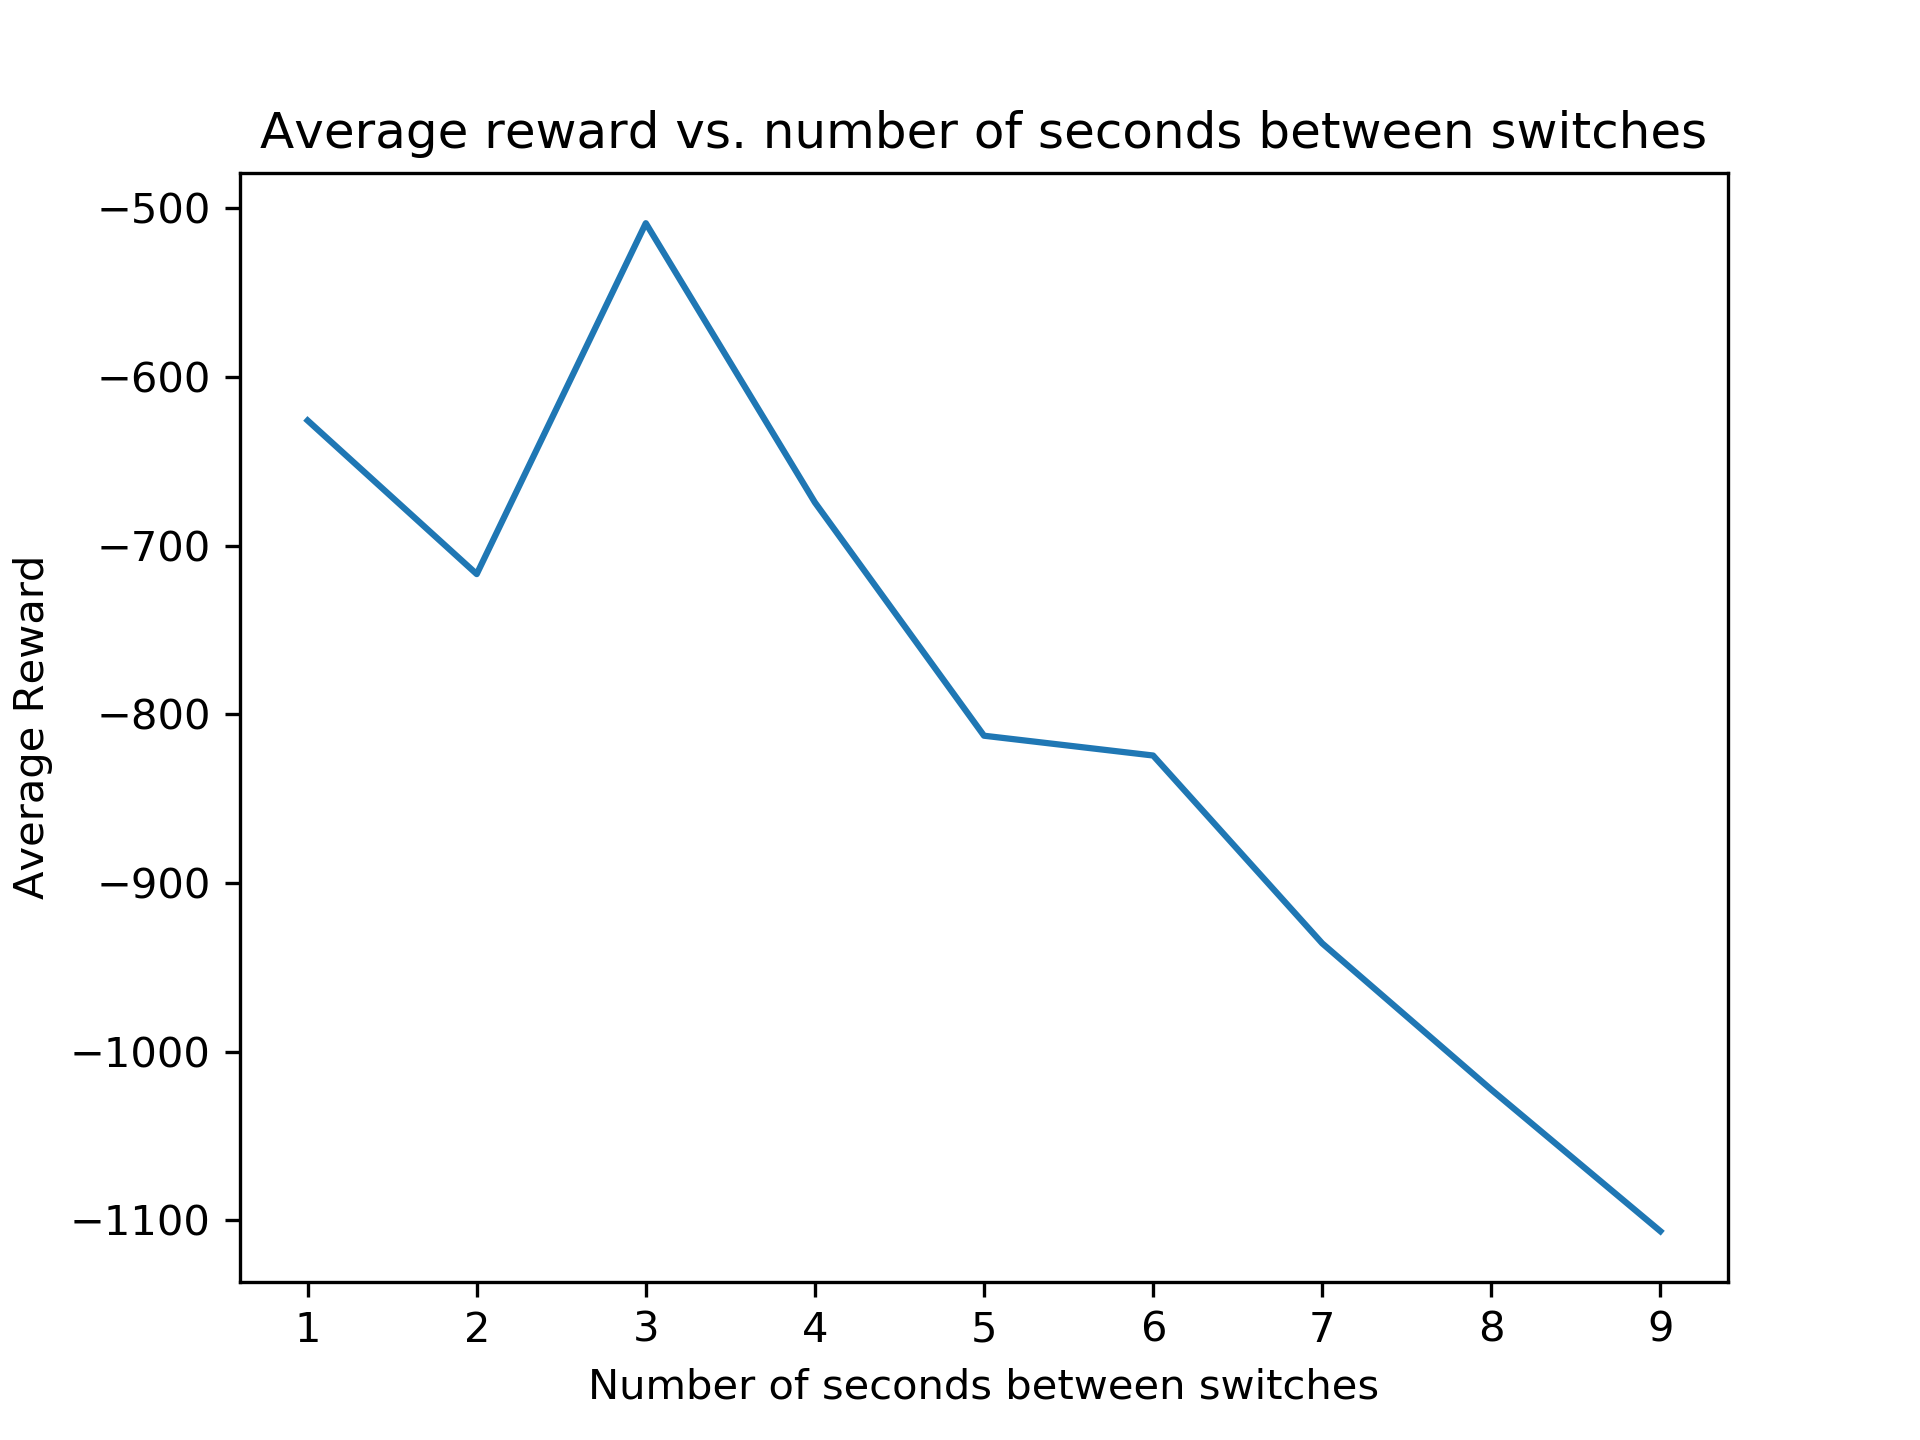 Average reward vs. number of seconds between switches
−500
−600
−700
−800
−900
−1000
−1100
Average Reward
1 2 3 4 5 6 7 8 9
Number of seconds between switches